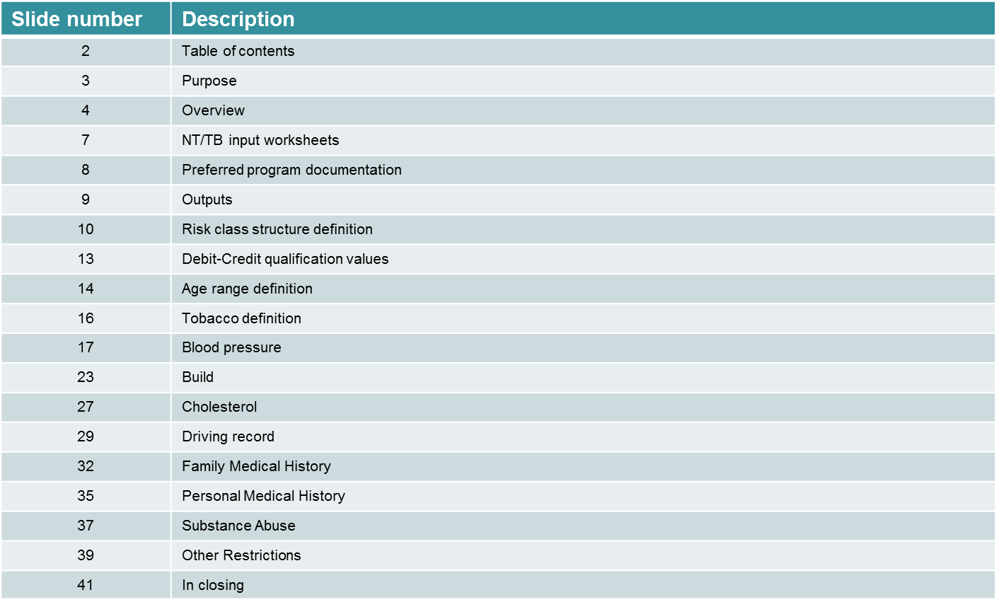 Slide number Description
2 Table of contents
3 Purpose
4 Overview
7 NT/TB input worksheets
8 Preferred program documentation
9 Outputs
10 Risk class structure definition
13 Debit-Credit qualification values
14 Age range definition
16 Tobacco definition
17 Blood pressure
23 Build
27 Cholesterol
29 Driving record
32 Family Medical History
35 Personal Medical History
37 Substance Abuse
39 Other Restrictions
41 In closing